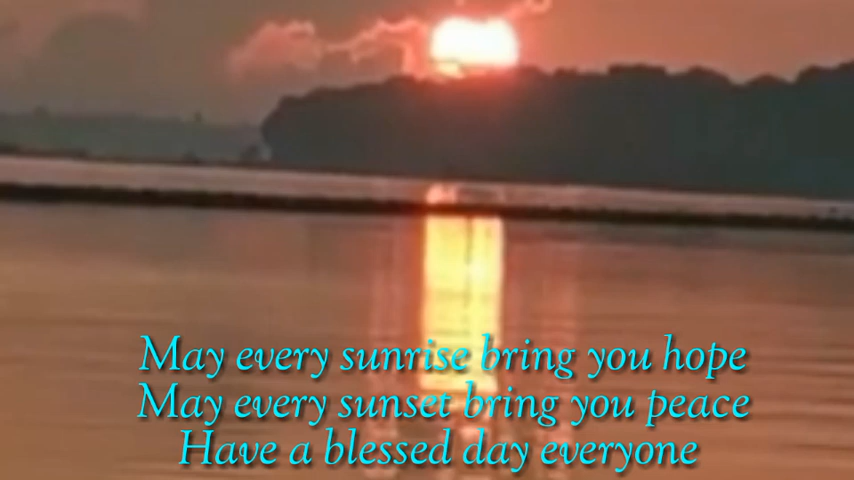 May every sunrise bring you hope
May every sunset bring you peace
Have a blessed day everyone